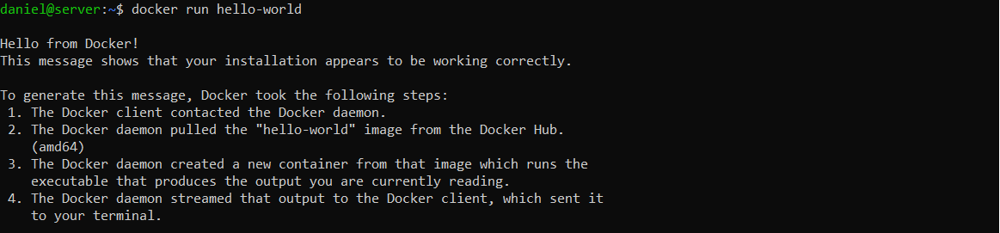 daniel@server:~$ docker run hello-world
Hello from Docker!
This message shows that your installation appears to be working correctly.
To generate this message, Docker took the following steps:
1. The Docker client contacted the Docker daemon.
2. The Docker daemon pulled the "hello-world" image from the Docker Hub.
(amd64)
3. The Docker daemon created a new container from that image which runs the
executable that produces the output you are currently reading.
4. The Docker daemon streamed that output to the Docker client, which sent it
to your terminal.